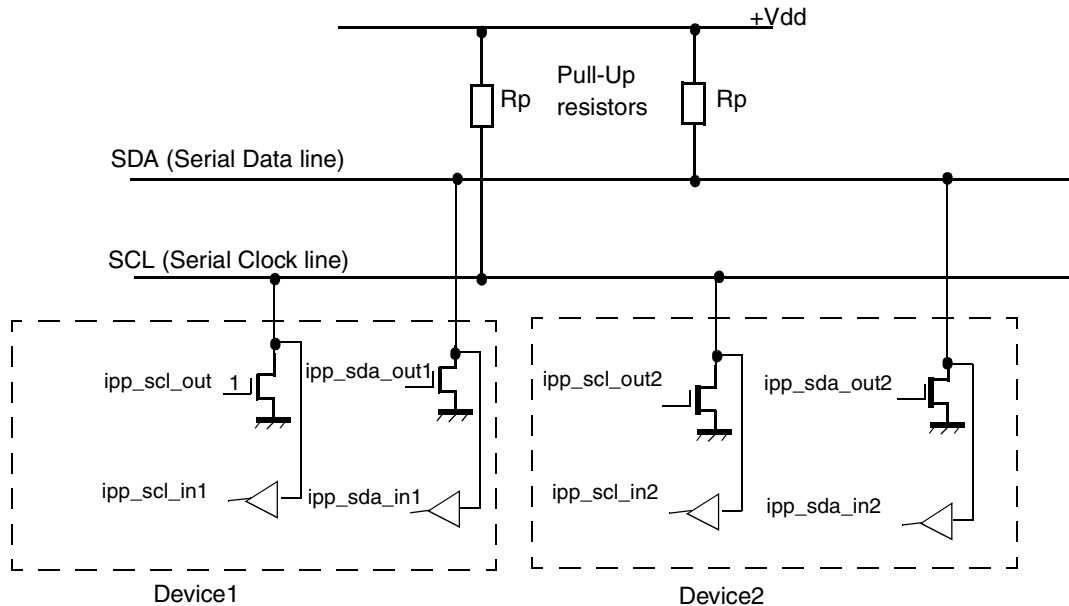 +Vdd
Pull-Up
resistors
Rp
Rp
SDA (Serial Data line)
SCL (Serial Clock line)
ipp_scl_out 1
ipp_sda_out1
ipp_scl_out2
ipp_sda_out2
ipp_scl_in1
ipp_sda_in1
ipp_scl_in2
ipp_sda_in2
Device1
Device2